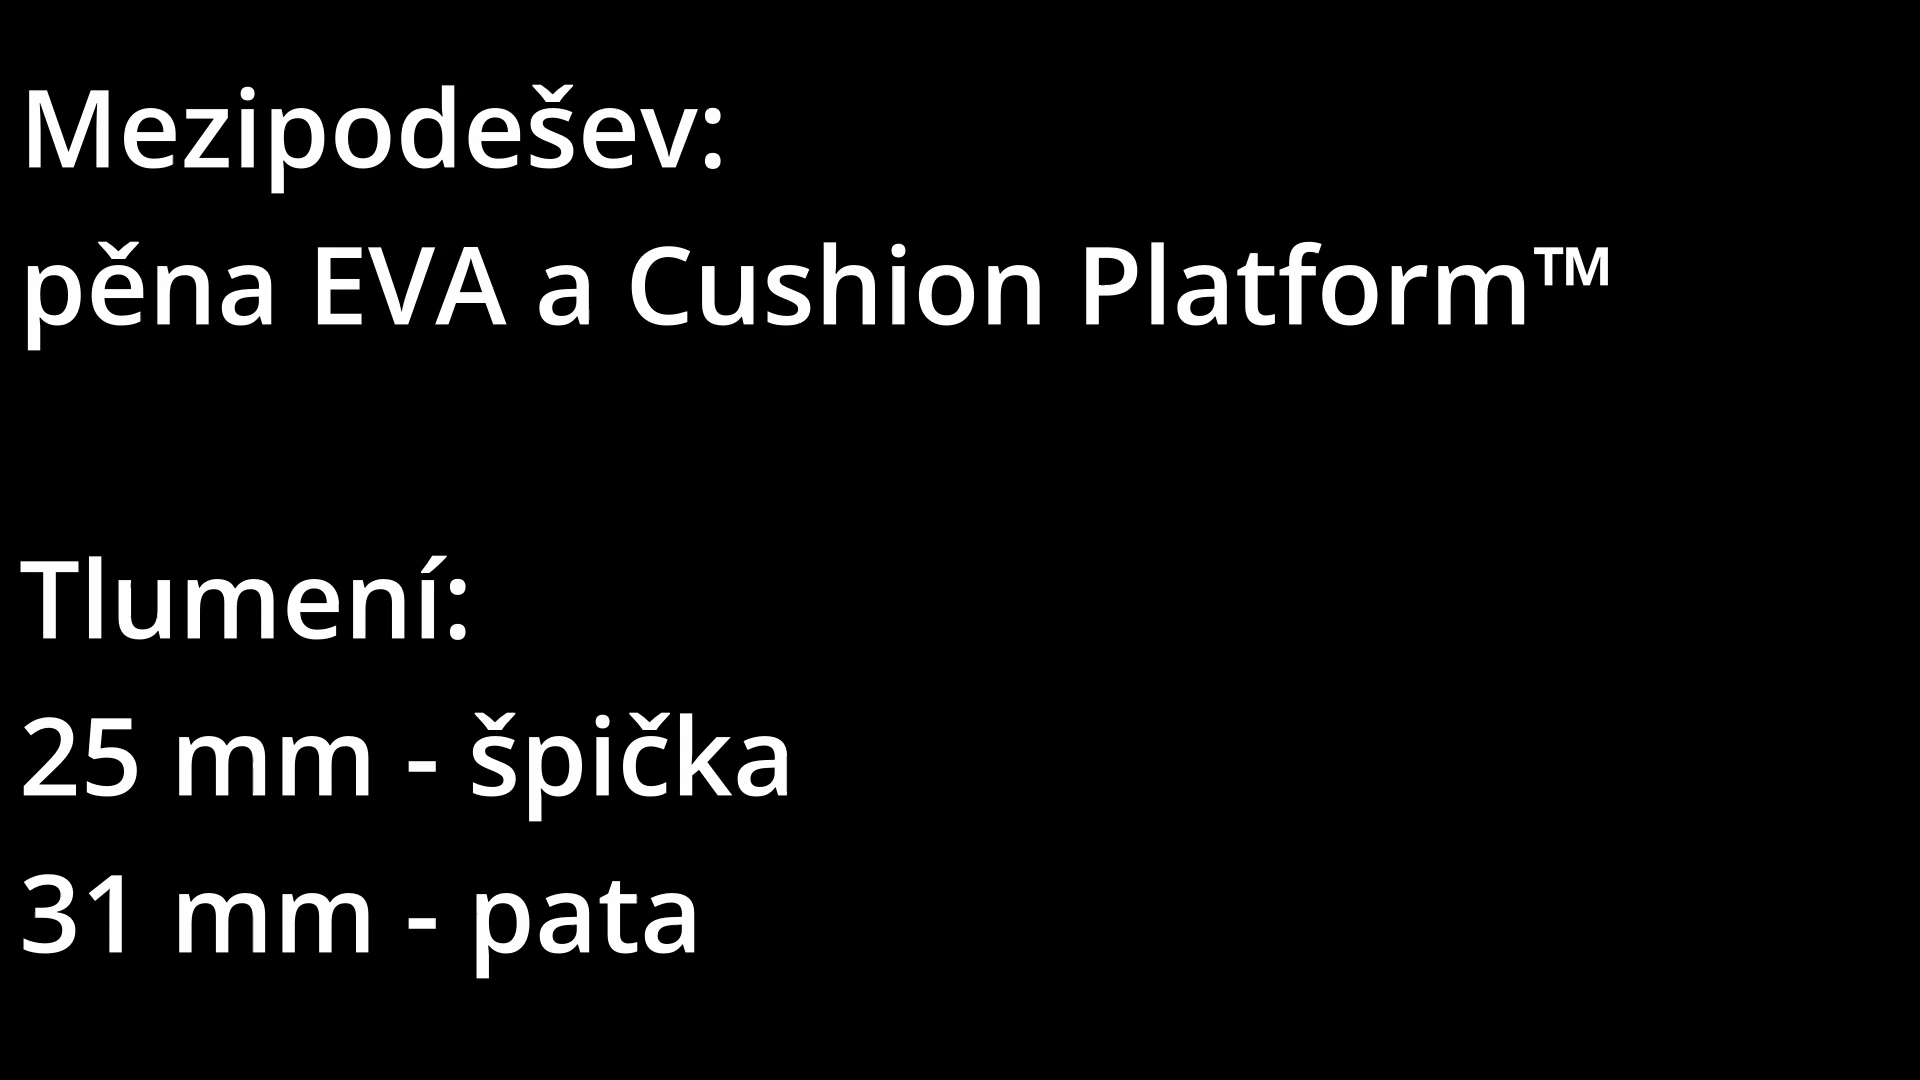 Mezipodešev:
pěna EVA a Cushion Platform™
Tlumení:
25 mm - špička
31 mm - pata